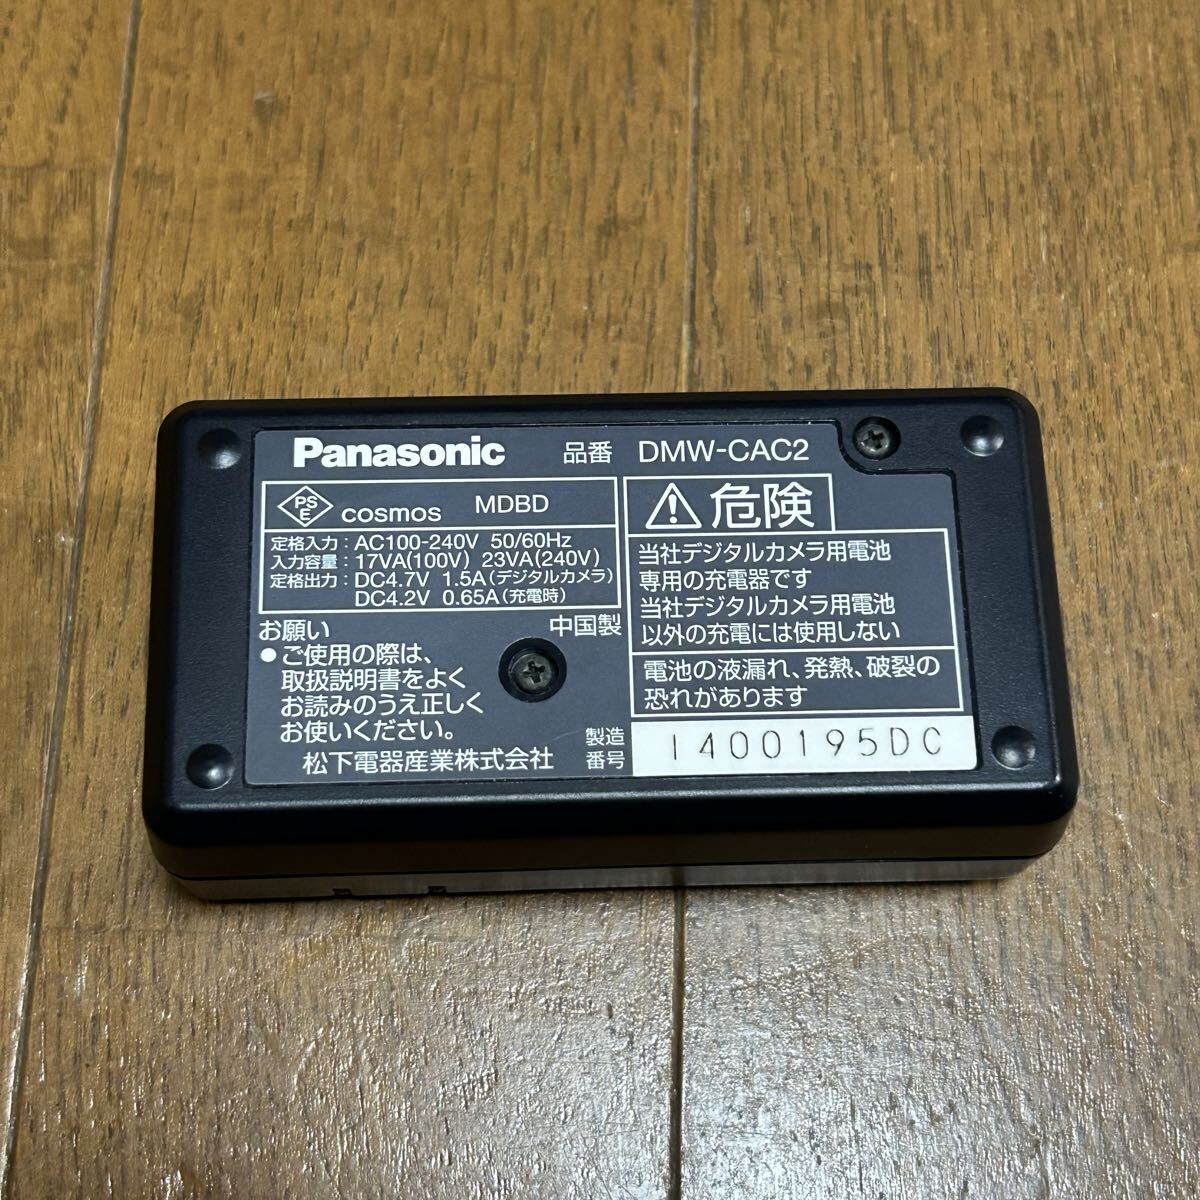 Panasonic 品番 DMW-CAC2
PS
E
COSMOS MDBD
定格入力：AC100-240V 50/60Hz
入力容量：17VA(100V) 23VA(240V)
定格出力：DC4.7V 1.5A(デジタルカメラ)
DC4.2V 0.65A(充電時)
お願い 中国製
●ご使用の際は、
取扱説明書をよく
お読みのうえ正しく
お使いください。
松下電器産業株式会社
危険
当社デジタルカメラ用電池
専用の充電器です
当社デジタルカメラ用電池
以外の充電には使用しない
電池の液漏れ、発熱、破裂の
恐れがあります
製造
番号
1400195DC